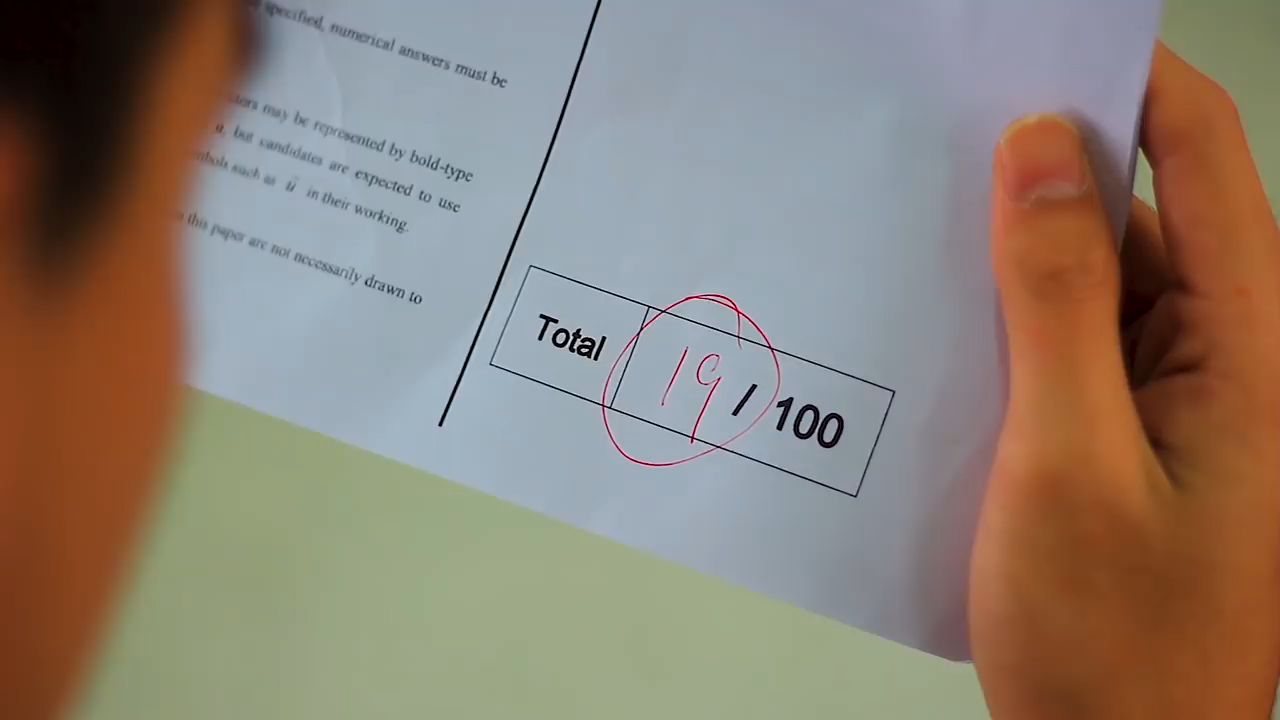 specified, numerical answers must be
may be represented by bold-type
a, but candidates are expected to use
such as u⃗ in their working.
this paper are not necessarily drawn to
Total 19 / 100